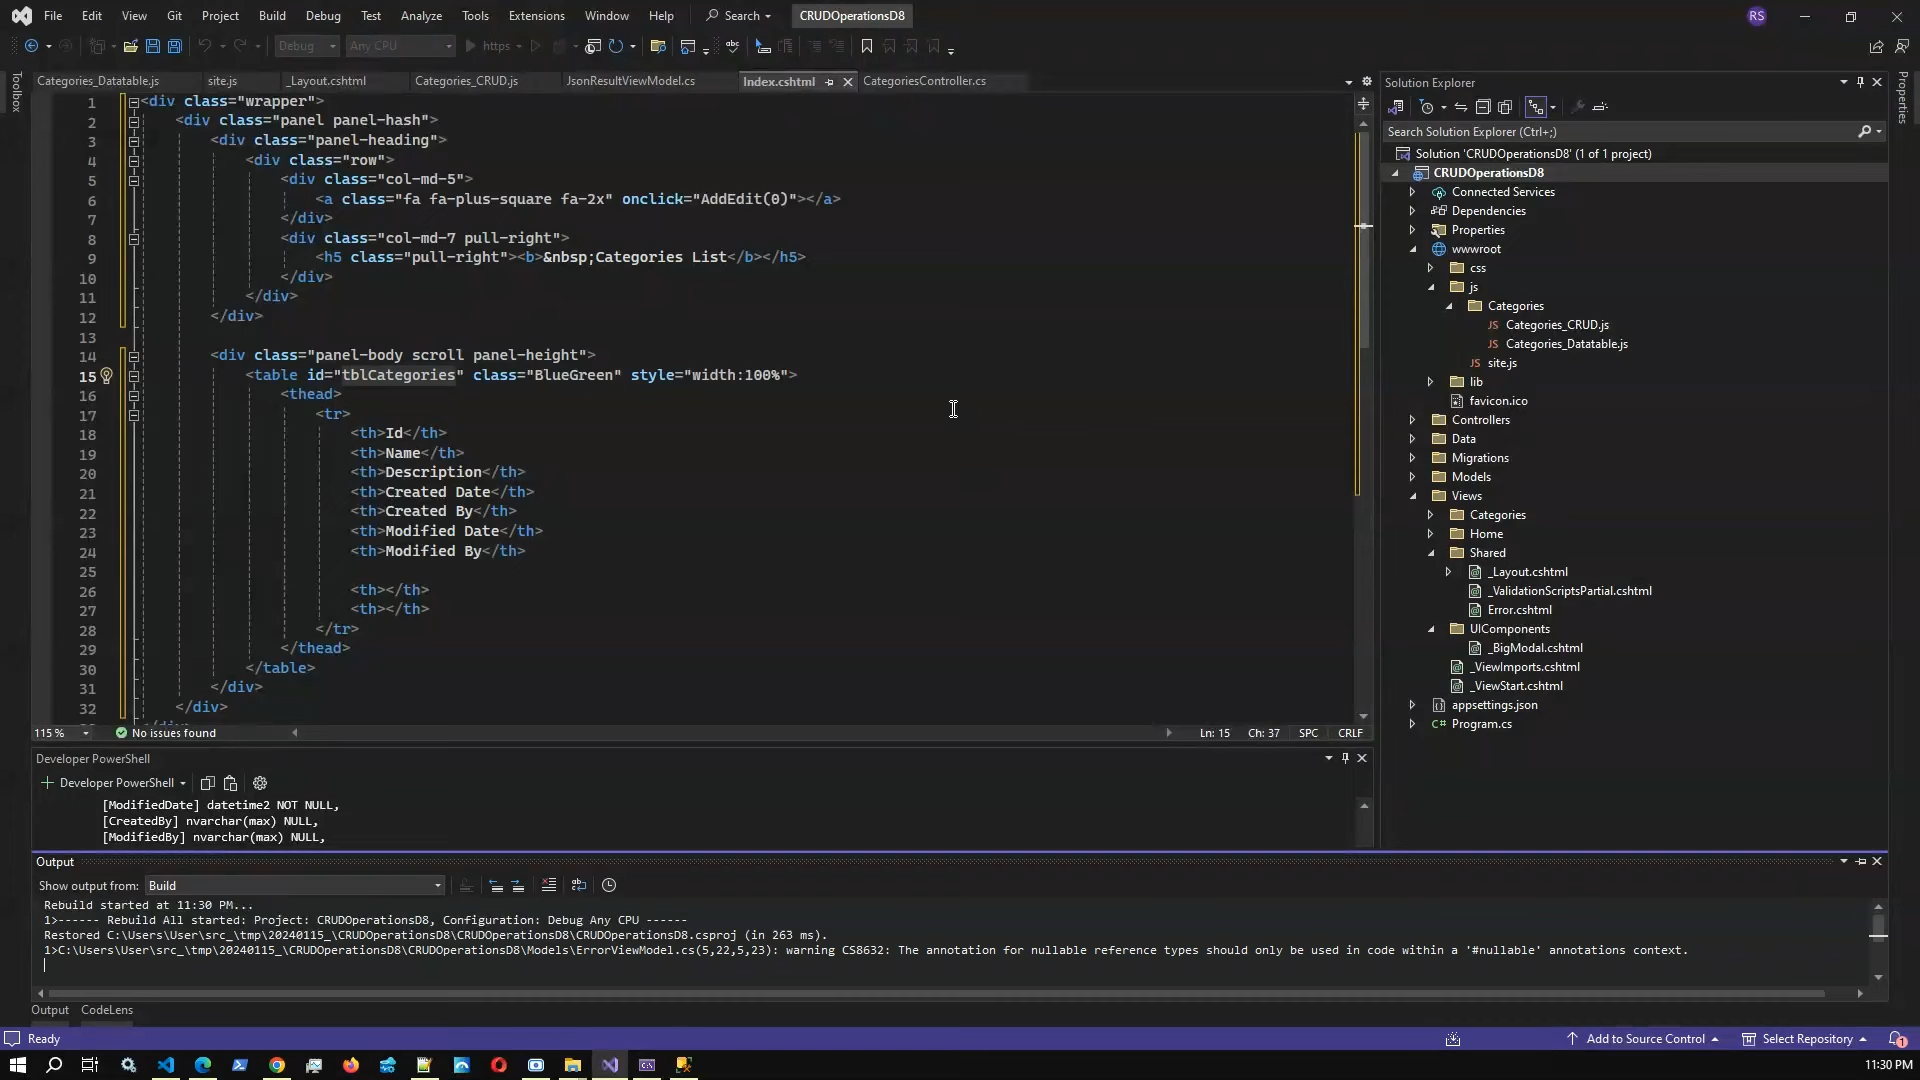 File Edit View Git Project Build Debug Test Analyze Tools Extensions Window Help Search CRUDOperationsD8 RS
Debug Any CPU https
Categories_Datatable.js site.js _Layout.cshtml Categories_CRUD.js JsonResultViewModel.cs Index.cshtml CategoriesController.cs
Toolbox
1 <div class="wrapper">
2 <div class="panel panel-hash">
3 <div class="panel-heading">
4 <div class="row">
5 <div class="col-md-5">
6 <a class="fa fa-plus-square fa-2x" onclick="AddEdit(0)"></a>
7 </div>
8 <div class="col-md-7 pull-right">
9 <h5 class="pull-right"><b>&nbsp;Categories List</b></h5>
10 </div>
11 </div>
12 </div>
13
14 <div class="panel-body scroll panel-height">
15 <table id="tblCategories" class="BlueGreen" style="width:100%">
16 <thead>
17 <tr>
18 <th>Id</th>
19 <th>Name</th>
20 <th>Description</th>
21 <th>Created Date</th>
22 <th>Created By</th>
23 <th>Modified Date</th>
24 <th>Modified By</th>
25
26 <th></th>
27 <th></th>
28 </tr>
29 </thead>
30 </table>
31 </div>
32 </div>
115 % No issues found Ln: 15 Ch: 37 SPC CRLF
Developer PowerShell
+ Developer PowerShell
[ModifiedDate] datetime2 NOT NULL,
[CreatedBy] nvarchar(max) NULL,
[ModifiedBy] nvarchar(max) NULL,
Output
Show output from: Build
Rebuild started at 11:30 PM...
1>------ Rebuild All started: Project: CRUDOperationsD8, Configuration: Debug Any CPU ------
Restored C:\Users\User\src_\tmp\20240115_\CRUDOperationsD8\CRUDOperationsD8\CRUDOperationsD8.csproj (in 263 ms).
1>C:\Users\User\src_\tmp\20240115_\CRUDOperationsD8\CRUDOperationsD8\Models\ErrorViewModel.cs(5,22,5,23): warning CS8632: The annotation for nullable reference types should only be used in code within a '#nullable' annotations context.
Output CodeLens
Solution Explorer
Search Solution Explorer (Ctrl+;)
Solution 'CRUDOperationsD8' (1 of 1 project)
CRUDOperationsD8
Connected Services
Dependencies
Properties
wwwroot
css
js
Categories
JS Categories_CRUD.js
JS Categories_Datatable.js
JS site.js
lib
favicon.ico
Controllers
Data
Migrations
Models
Views
Categories
Home
Shared
_Layout.cshtml
_ValidationScriptsPartial.cshtml
Error.cshtml
UIComponents
_BigModal.cshtml
_ViewImports.cshtml
_ViewStart.cshtml
appsettings.json
C# Program.cs
Properties
Ready Add to Source Control Select Repository 1
11:30 PM